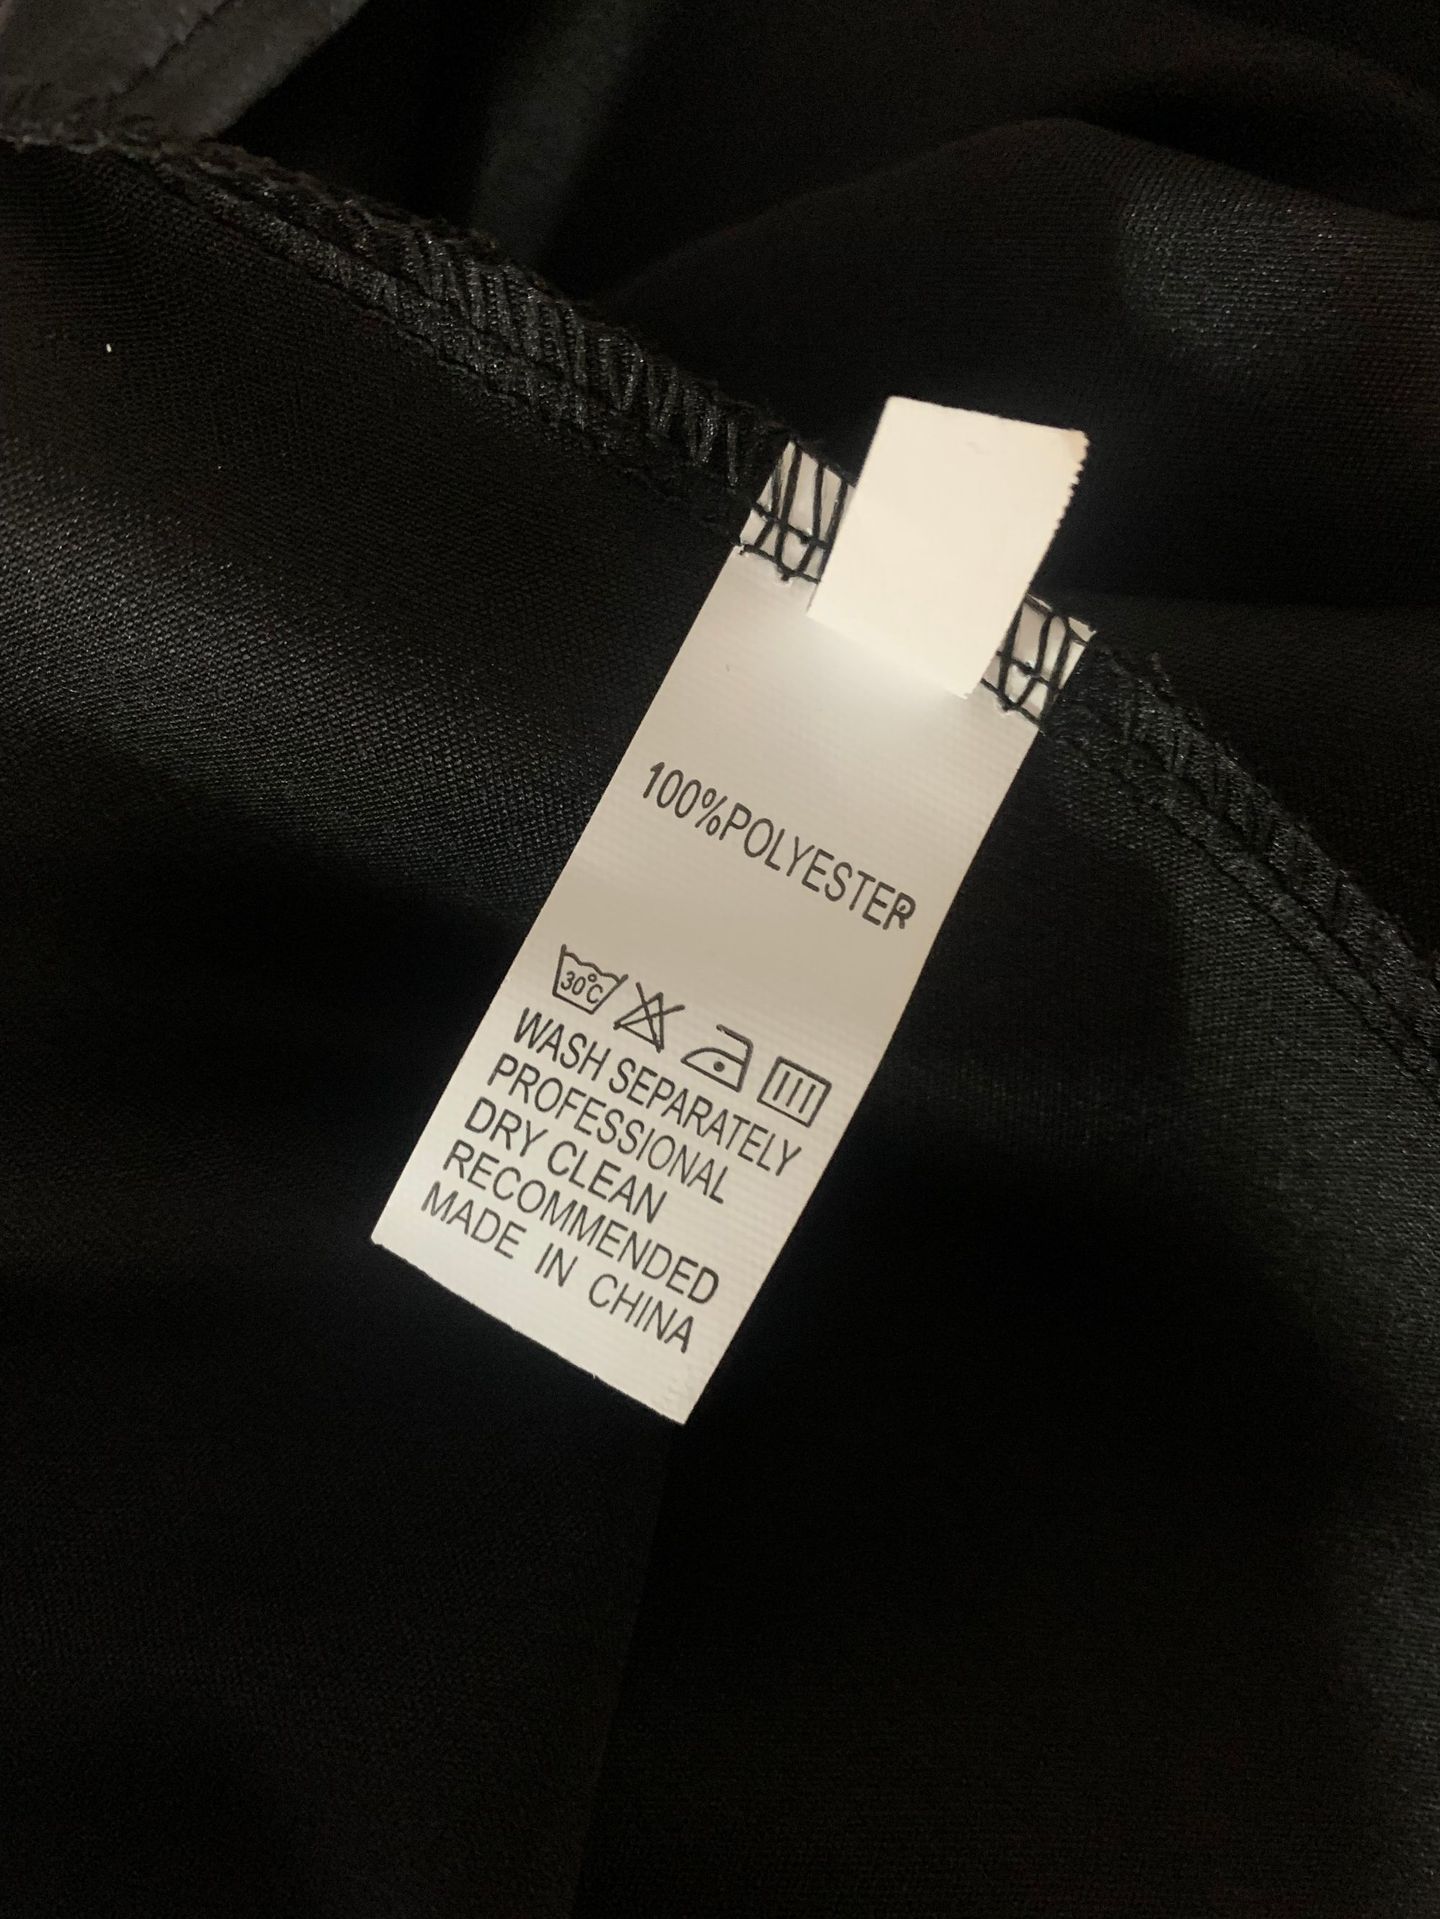 100%POLYESTER
30°C
WASH SEPARATELY
PROFESSIONAL
DRY CLEAN
RECOMMENDED
MADE IN CHINA